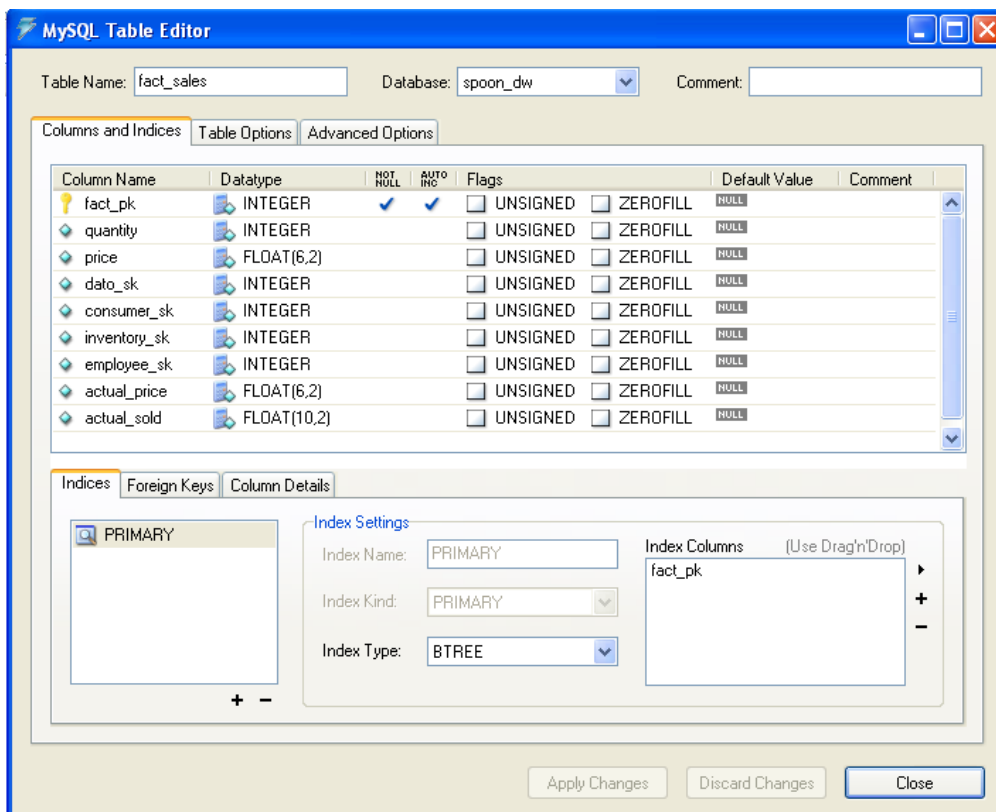 MySQL Table Editor
Table Name: fact_sales Database: spoon_dw Comment:
Columns and Indices Table Options Advanced Options
Column Name Datatype NOT NULL AUTO INC Flags Default Value Comment
fact_pk INTEGER UNSIGNED ZEROFILL NULL
quantity INTEGER UNSIGNED ZEROFILL NULL
price FLOAT(6,2) UNSIGNED ZEROFILL NULL
dato_sk INTEGER UNSIGNED ZEROFILL NULL
consumer_sk INTEGER UNSIGNED ZEROFILL NULL
inventory_sk INTEGER UNSIGNED ZEROFILL NULL
employee_sk INTEGER UNSIGNED ZEROFILL NULL
actual_price FLOAT(6,2) UNSIGNED ZEROFILL NULL
actual_sold FLOAT(10,2) UNSIGNED ZEROFILL NULL
Indices Foreign Keys Column Details
PRIMARY
Index Settings
Index Name: PRIMARY
Index Kind: PRIMARY
Index Type: BTREE
Index Columns (Use Drag'n'Drop)
fact_pk
Apply Changes Discard Changes Close